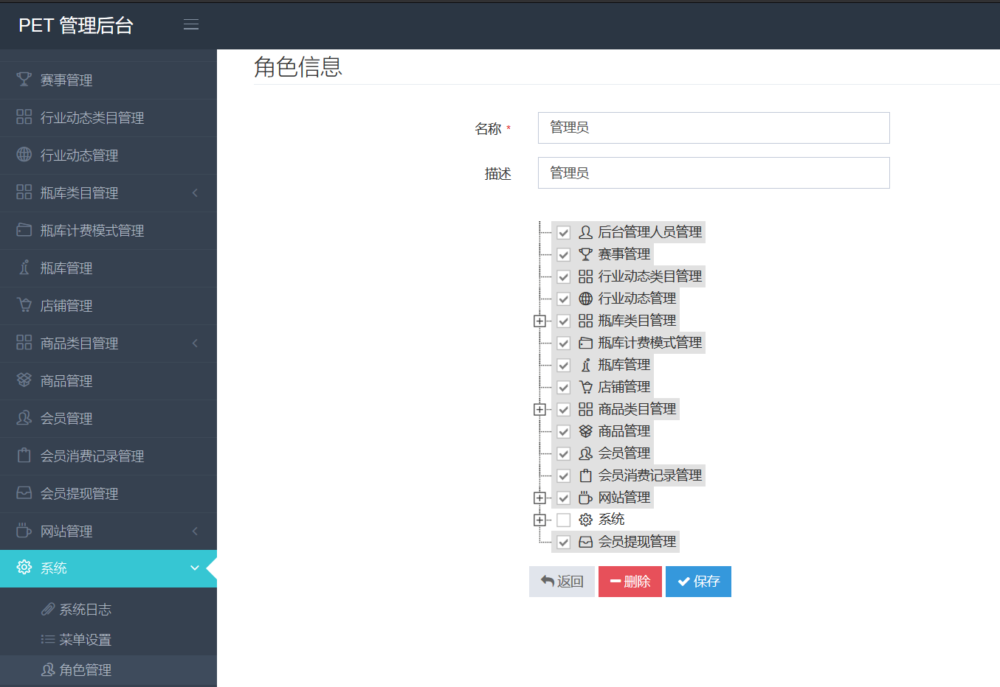 PET 管理后台
赛事管理
行业动态类目管理
行业动态管理
瓶库类目管理
瓶库计费模式管理
瓶库管理
店铺管理
商品类目管理
商品管理
会员管理
会员消费记录管理
会员提现管理
网站管理
系统
系统日志
菜单设置
角色管理
角色信息
名称 *
管理员
描述
管理员
后台管理人员管理
赛事管理
行业动态类目管理
行业动态管理
瓶库类目管理
瓶库计费模式管理
瓶库管理
店铺管理
商品类目管理
商品管理
会员管理
会员消费记录管理
网站管理
系统
会员提现管理
返回 删除 保存